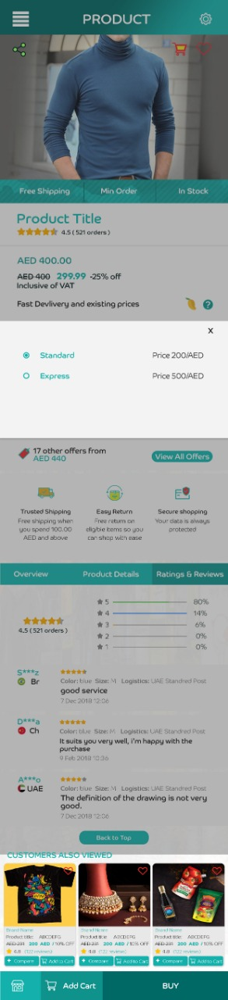 PRODUCT
Free Shipping Min Order In Stock
Product Title
4.5 ( 521 orders )
AED 400.00
AED 400 299.99 -25% off
Inclusive of VAT
Fast Devlivery and existing prices
?
X
Standard Price 200/AED
Express Price 500/AED
17 other offers from
AED 440
View All Offers
Trusted Shipping Easy Return Secure shopping
Free shipping when
you spend 100.00
AED and above
Free return on
eligible items so you
can shop with ease
Your data is always
protected
Overview Product Details Ratings & Reviews
4.5 ( 521 orders )
5 80%
4 14%
3 6%
2 0%
1 0%
S***z
Br
Color: blue Size: M Logistics: UAE Standred Post
good service
7 Dec 2018 12:06
D***a
Ch
Color: blue Size: M Logistics: UAE Standred Post
It suits you very well, i'm happy with the
purchase
9 Feb 2018 10:36
A***o
UAE
Color: blue Size: M Logistics: UAE Standred Post
The definition of the drawing is not very
good.
7 Dec 2018 12:06
Back to Top
CUSTOMERS ALSO VIEWED
Brand Name Brand Name Brand Name
Product title: ABCDEFG Product title: ABCDEFG Product title: ABCDEFG
AED 231 200 AED / 10% OFF AED 231 200 AED / 10% OFF AED 231 200 AED / 10% OFF
4.8 (122 reviews) 4.8 (122 reviews) 4.8 (122 reviews)
+ Compare Add to Cart + Compare Add to Cart + Compare Add to Cart
Add Cart BUY